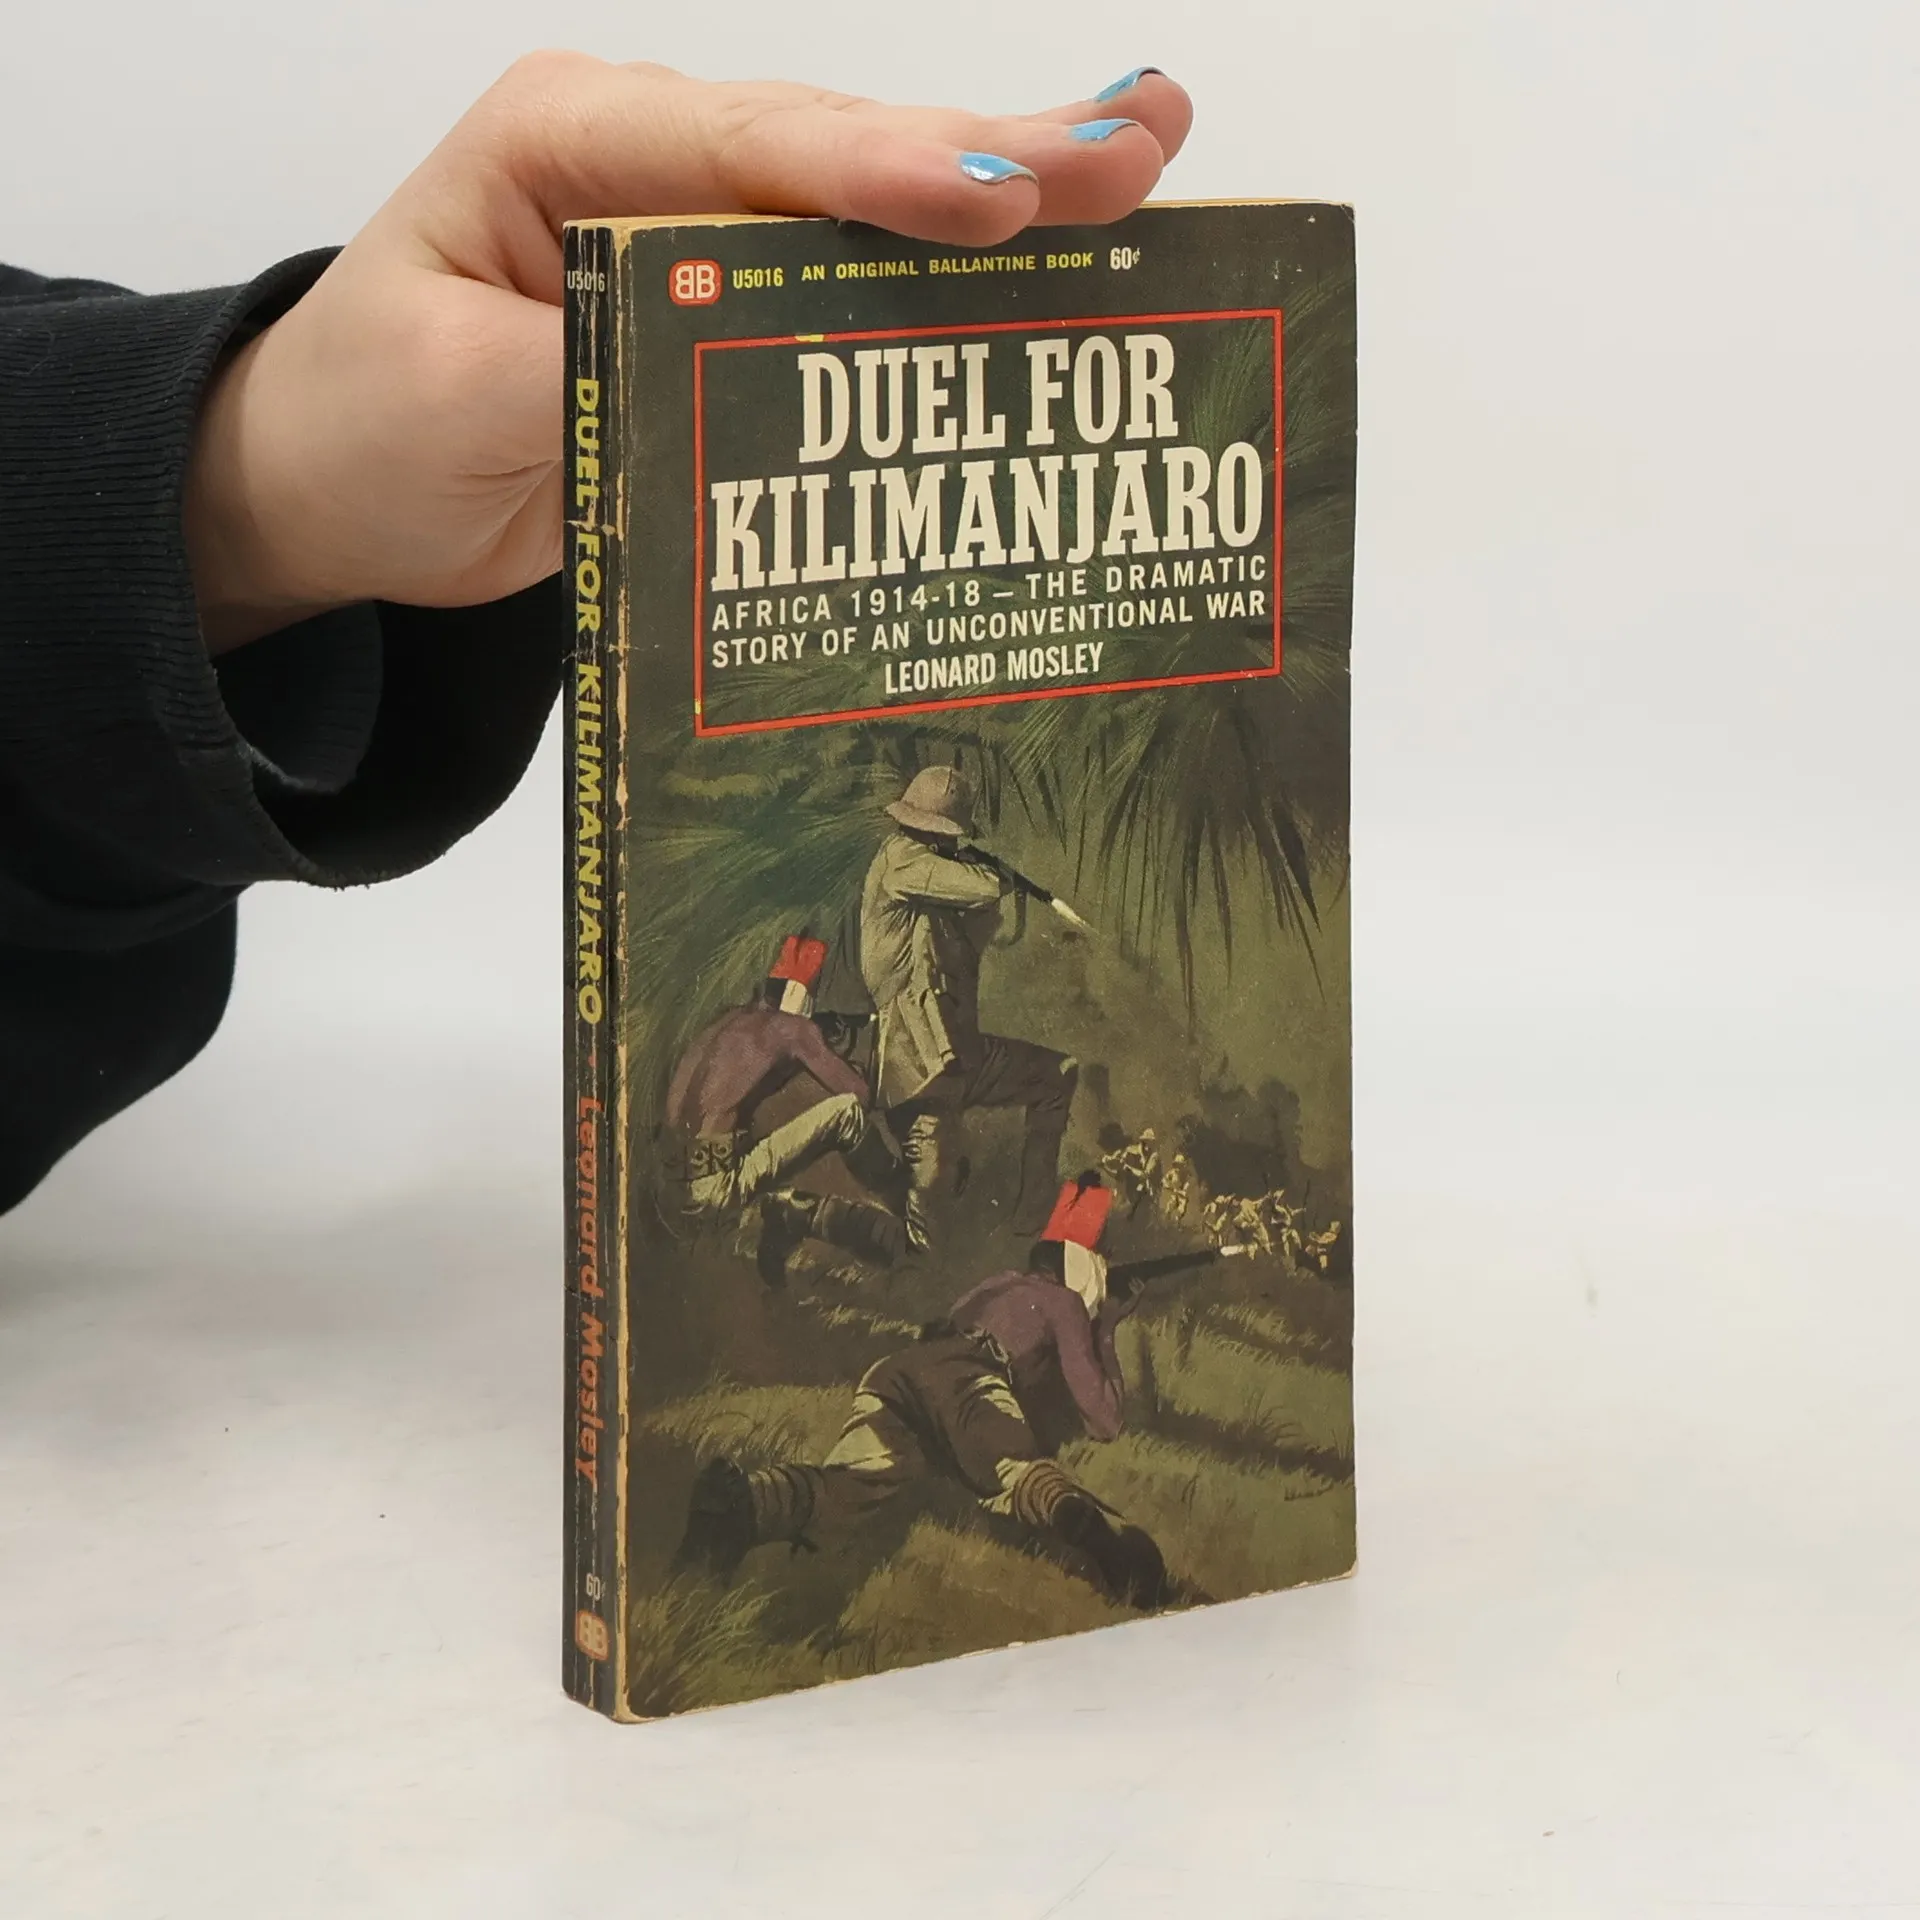 BB U5016 AN ORIGINAL BALLANTINE BOOK 60¢
DUEL FOR
KILIMANJARO
AFRICA 1914-18 – THE DRAMATIC
STORY OF AN UNCONVENTIONAL WAR
LEONARD MOSLEY
U5016
DUEL FOR KILIMANJARO · Leonard Mosley
60¢
BB